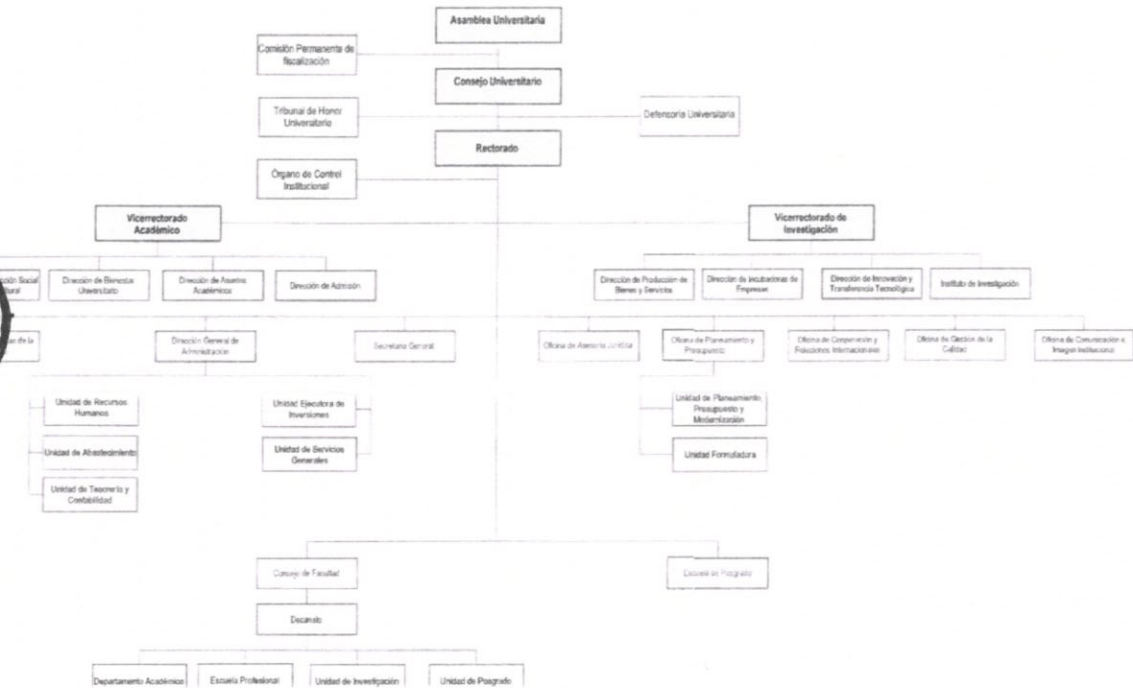 Asamblea Universitaria
Comisión Permanente de
fiscalización
Consejo Universitario
Tribunal de Honor
Universitario
Defensoría Universitaria
Rectorado
Órgano de Control
Institucional
Vicerrectorado
Académico
Vicerrectorado de
Investigación
Social
Dirección de Bienestar
Universitario
Dirección de Asuntos
Académicos
Dirección de Admisión
Dirección de Producción de
Bienes y Servicios
Dirección de Incubadoras de
Empresas
Dirección de Innovación y
Transferencia Tecnológica
Instituto de Investigación
de la
Dirección General de
Administración
Secretaria General
Oficina de Asesoría Jurídica
Oficina de Planeamiento y
Presupuesto
Oficina de Cooperación y
Relaciones Internacionales
Oficina de Gestión de la
Calidad
Oficina de Comunicación e
Imagen Institucional
Unidad de Recursos
Humanos
Unidad Ejecutora de
Inversiones
Unidad de Planeamiento,
Presupuesto y
Modernización
Unidad de Abastecimiento
Unidad de Servicios
Generales
Unidad Formuladora
Unidad de Tesorería y
Contabilidad
Consejo de Facultad
Escuela de Posgrado
Decanato
Departamento Académico
Escuela Profesional
Unidad de Investigación
Unidad de Posgrado